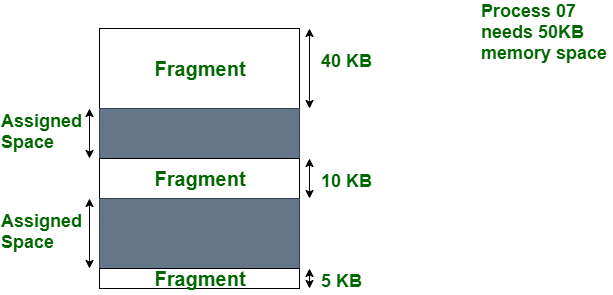 Process 07
needs 50KB
memory space
Fragment
40 KB
Assigned
Space
Fragment
10 KB
Assigned
Space
Fragment
5 KB